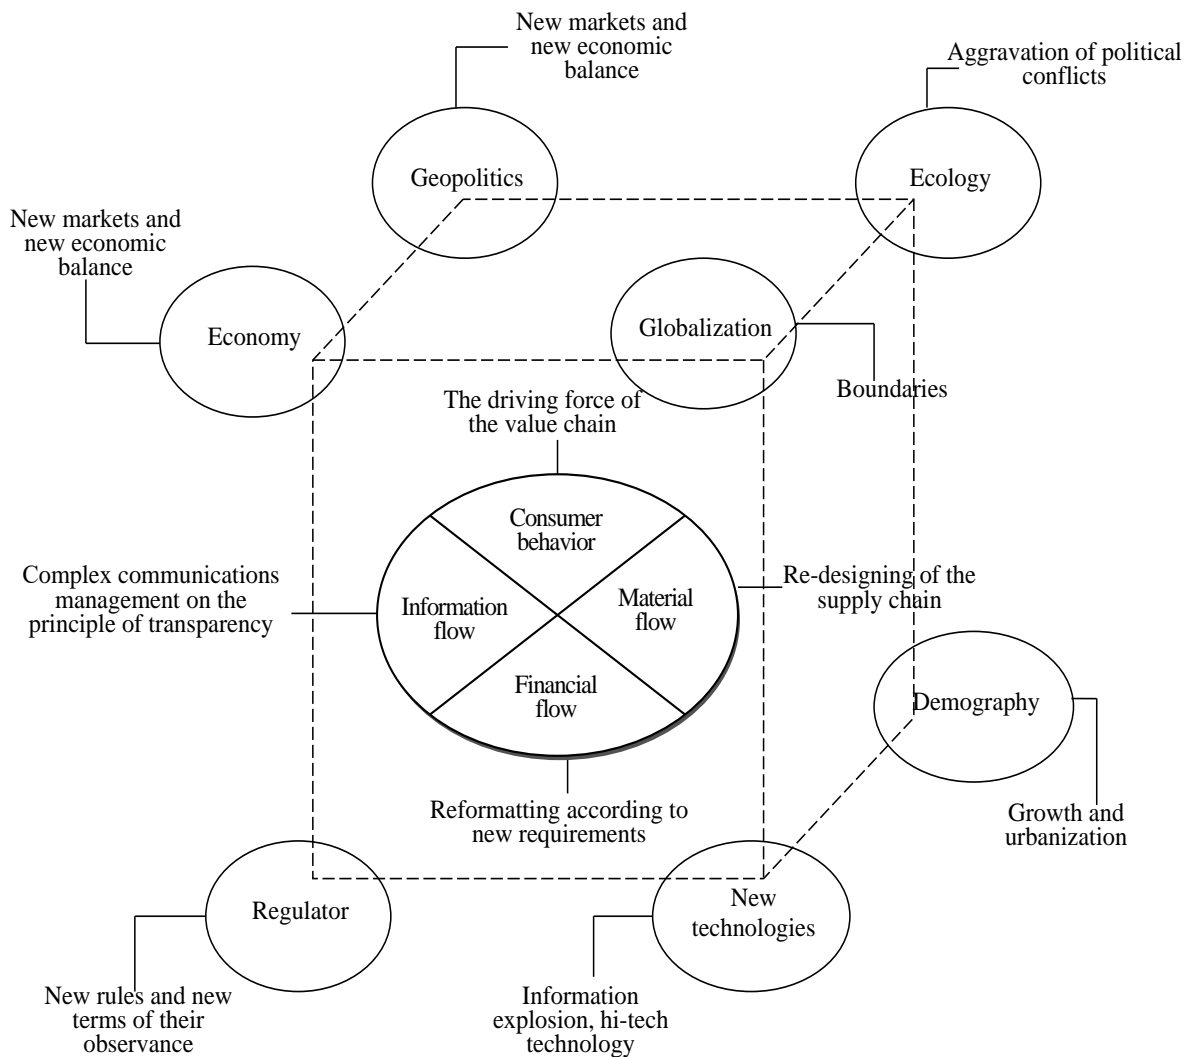 New markets and
new economic
balance
Aggravation of political
conflicts
Geopolitics
Ecology
New markets and
new economic
balance
Economy
Globalization
Boundaries
The driving force of
the value chain
Consumer
behavior
Complex communications
management on the
principle of transparency
Information
flow
Material
flow
Re-designing of the
supply chain
Financial
flow
Demography
Reformatting according to
new requirements
Growth and
urbanization
Regulator
New
technologies
New rules and new
terms of their
observance
Information
explosion, hi-tech
technology